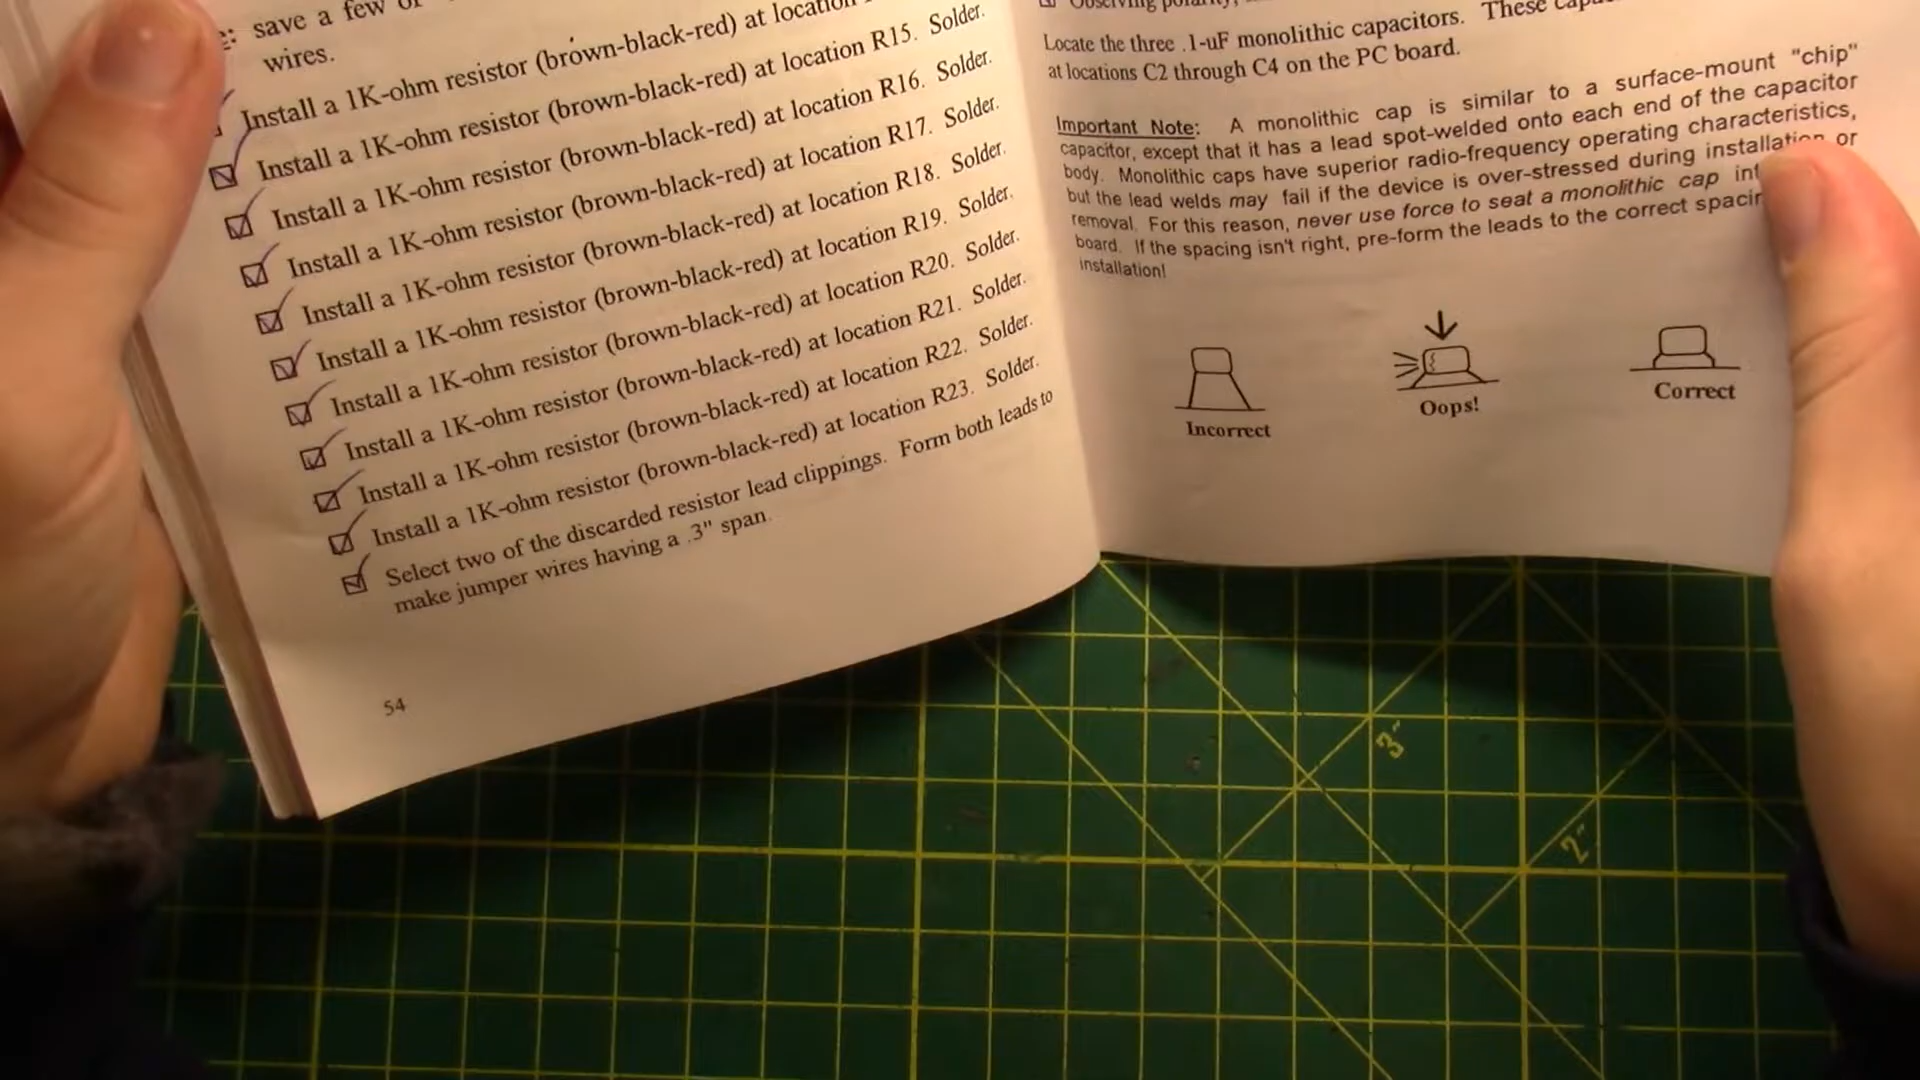 save a few of
wires.
Install a 1K-ohm resistor (brown-black-red) at location
Install a 1K-ohm resistor (brown-black-red) at location R15. Solder.
Install a 1K-ohm resistor (brown-black-red) at location R16. Solder.
Install a 1K-ohm resistor (brown-black-red) at location R17. Solder.
Install a 1K-ohm resistor (brown-black-red) at location R18. Solder.
Install a 1K-ohm resistor (brown-black-red) at location R19. Solder.
Install a 1K-ohm resistor (brown-black-red) at location R20. Solder.
Install a 1K-ohm resistor (brown-black-red) at location R21. Solder.
Install a 1K-ohm resistor (brown-black-red) at location R22. Solder.
Install a 1K-ohm resistor (brown-black-red) at location R23. Solder.
Select two of the discarded resistor lead clippings. Form both leads to
make jumper wires having a .3" span.
54
Observing polarity,
Locate the three .1-uF monolithic capacitors. These
at locations C2 through C4 on the PC board.
Important Note: A monolithic cap is similar to a surface-mount "chip"
capacitor, except that it has a lead spot-welded onto each end of the capacitor
body. Monolithic caps have superior radio-frequency operating characteristics,
but the lead welds may fail if the device is over-stressed during installation or
removal. For this reason, never use force to seat a monolithic cap
board. If the spacing isn't right, pre-form the leads to the correct
installation!
Incorrect
Oops!
Correct
3"
2"